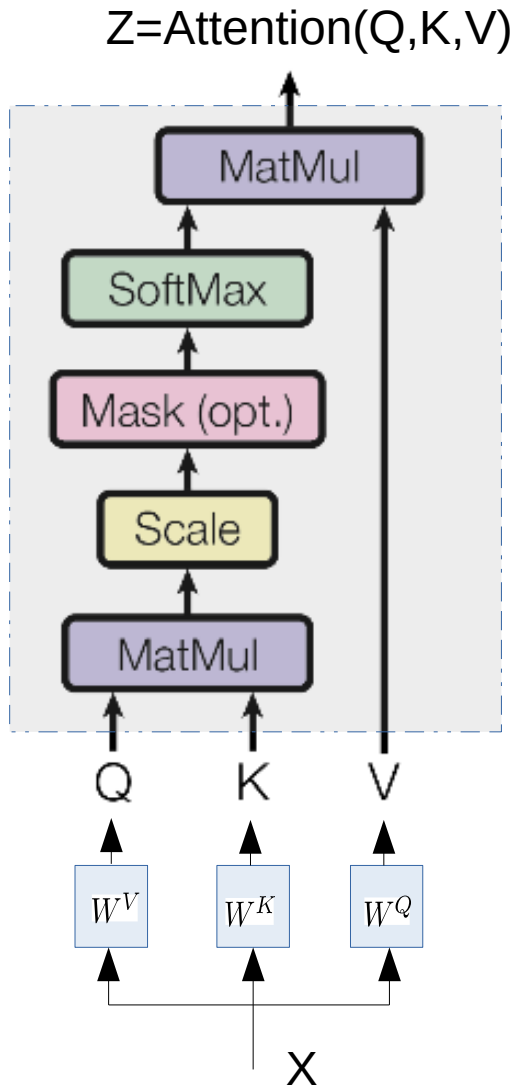 Z=Attention(Q,K,V)
MatMul
SoftMax
Mask (opt.)
Scale
MatMul
Q K V
W^V W^K W^Q
X